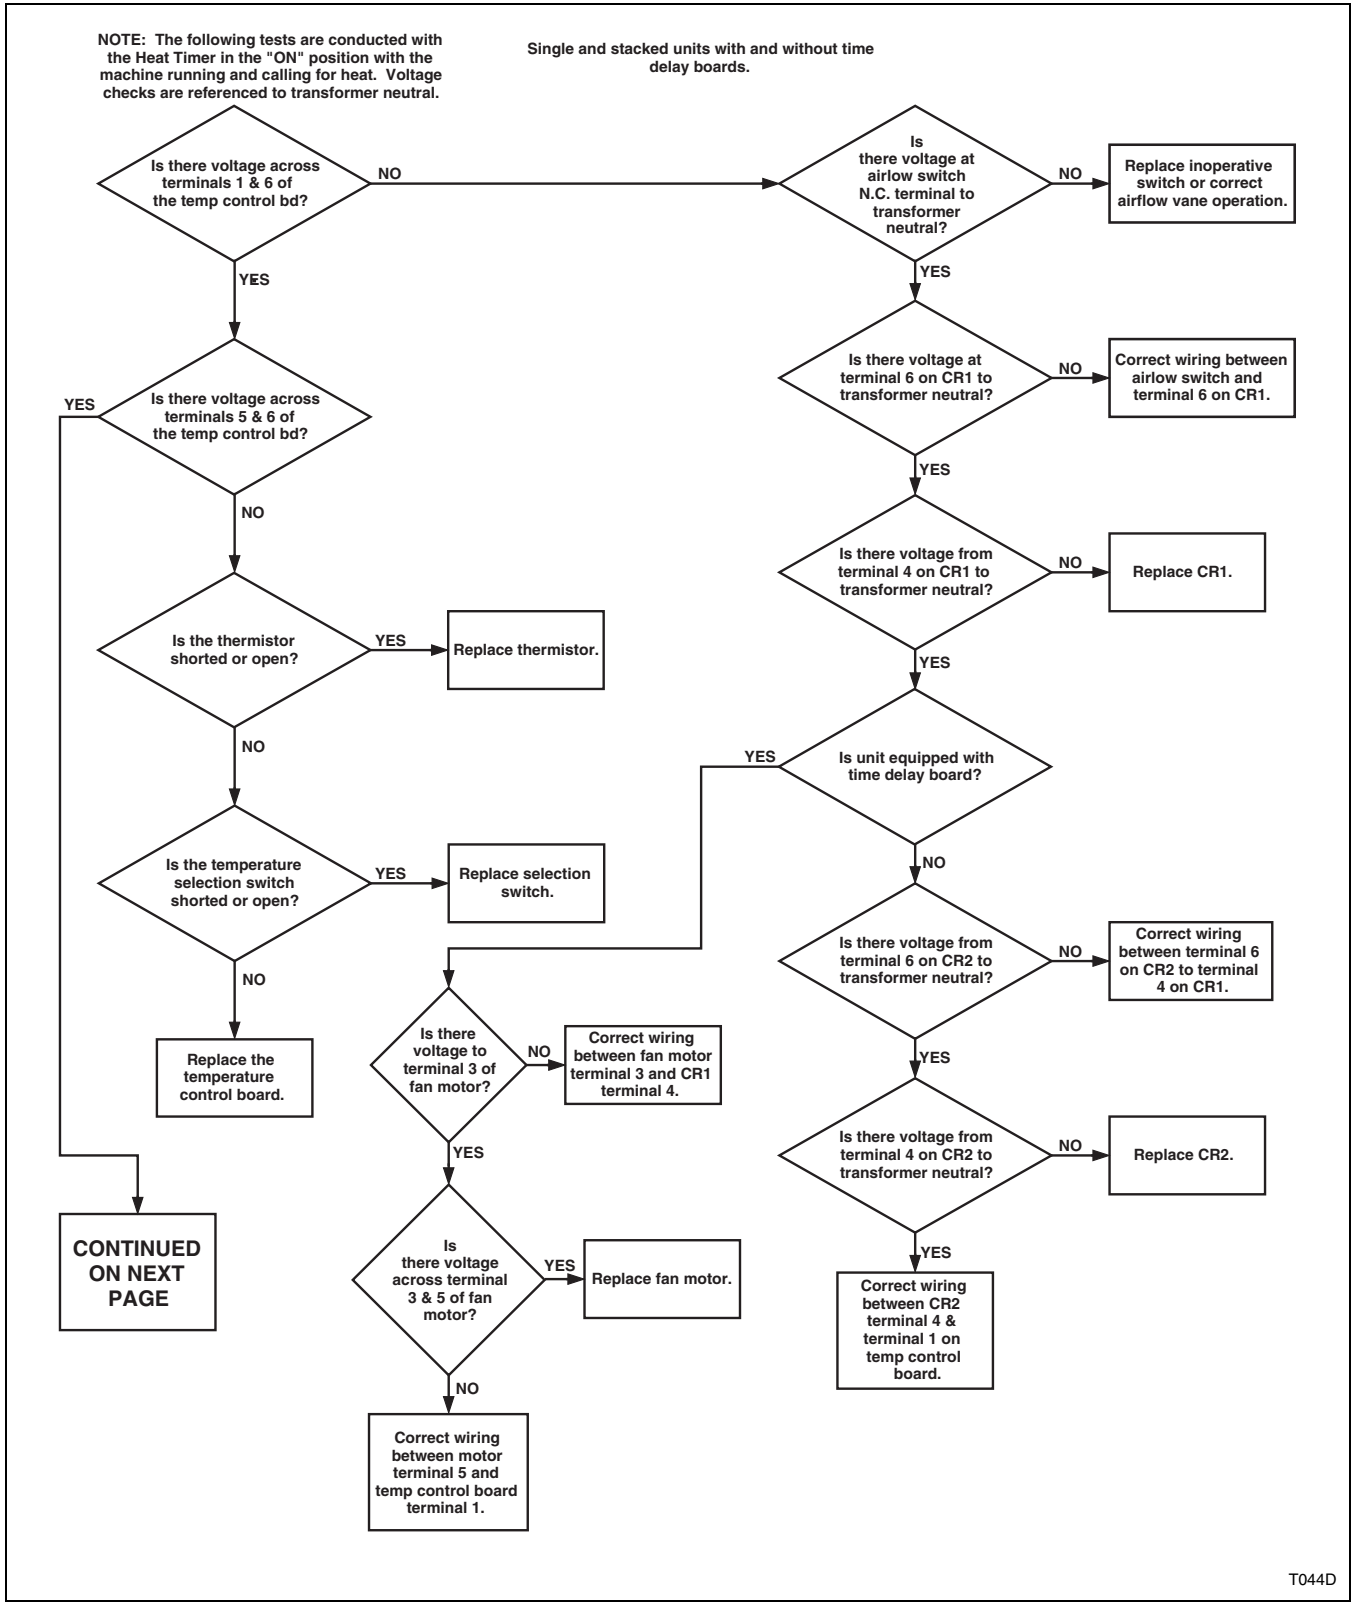 NOTE: The following tests are conducted with
the Heat Timer in the "ON" position with the
machine running and calling for heat. Voltage
checks are referenced to transformer neutral.
Single and stacked units with and without time
delay boards.
Is there voltage across
terminals 1 & 6 of
the temp control bd?
NO
YES
Is
there voltage at
airlow switch
N.C. terminal to
transformer
neutral?
NO
Replace inoperative
switch or correct
airflow vane operation.
YES
Is there voltage at
terminal 6 on CR1 to
transformer neutral?
NO
Correct wiring between
airlow switch and
terminal 6 on CR1.
YES
Is there voltage across
terminals 5 & 6 of
the temp control bd?
YES
NO
Is there voltage from
terminal 4 on CR1 to
transformer neutral?
NO
Replace CR1.
YES
Is the thermistor
shorted or open?
YES
Replace thermistor.
NO
Is unit equipped with
time delay board?
YES
NO
Is the temperature
selection switch
shorted or open?
YES
Replace selection
switch.
NO
Replace the
temperature
control board.
Is there voltage from
terminal 6 on CR2 to
transformer neutral?
NO
Correct wiring
between terminal 6
on CR2 to terminal
4 on CR1.
YES
Is there
voltage to
terminal 3 of
fan motor?
NO
Correct wiring
between fan motor
terminal 3 and CR1
terminal 4.
YES
Is there voltage from
terminal 4 on CR2 to
transformer neutral?
NO
Replace CR2.
YES
Correct wiring
between CR2
terminal 4 &
terminal 1 on
temp control
board.
CONTINUED
ON NEXT
PAGE
Is
there voltage
across terminal
3 & 5 of fan
motor?
YES
Replace fan motor.
NO
Correct wiring
between motor
terminal 5 and
temp control board
terminal 1.
T044D